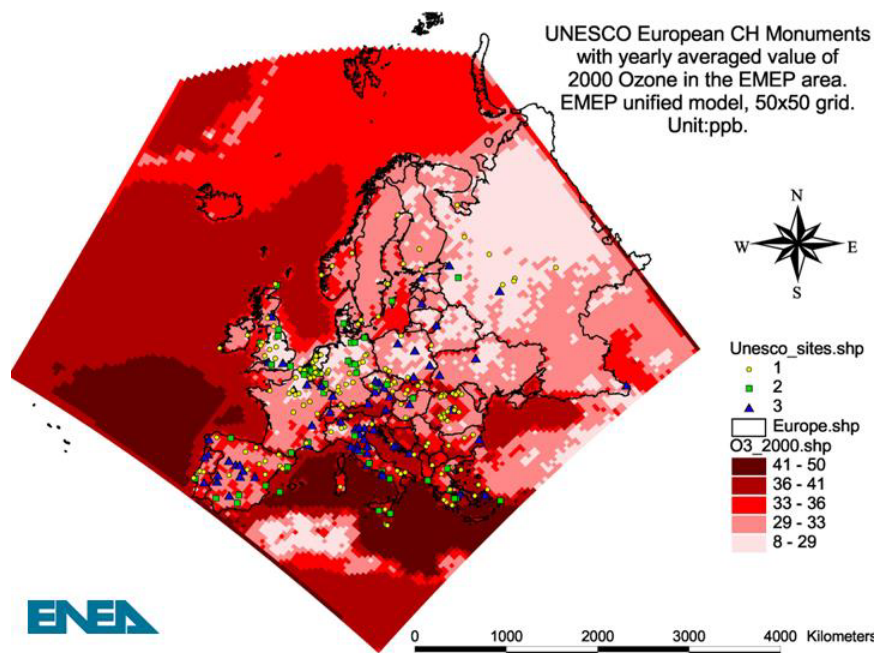 UNESCO European CH Monuments
with yearly averaged value of
2000 Ozone in the EMEP area.
EMEP unified model, 50x50 grid.
Unit:ppb.
N
W E
S
Unesco_sites.shp
1
2
3
Europe.shp
O3_2000.shp
41 - 50
36 - 41
33 - 36
29 - 33
8 - 29
ENEA
0 1000 2000 3000 4000 Kilometers